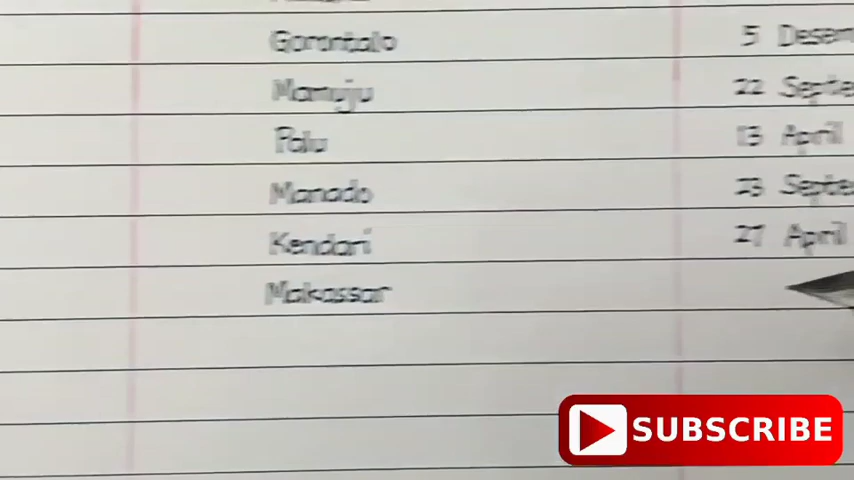 Gorontalo 5 Desem
Mamuju 22 Septe
Palu 13 April
Manado 23 Septe
Kendari 27 April
Makassar
SUBSCRIBE